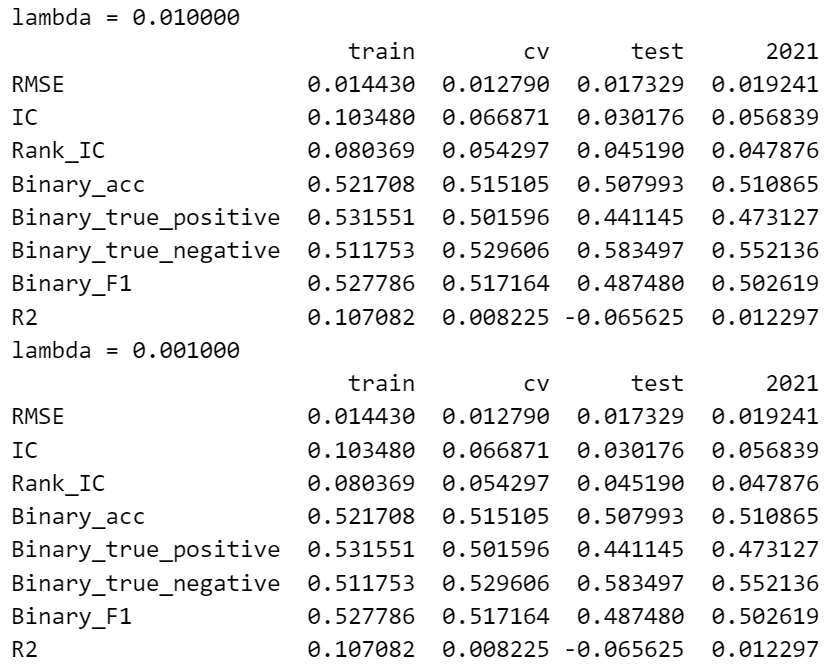 lambda = 0.010000
train cv test 2021
RMSE 0.014430 0.012790 0.017329 0.019241
IC 0.103480 0.066871 0.030176 0.056839
Rank_IC 0.080369 0.054297 0.045190 0.047876
Binary_acc 0.521708 0.515105 0.507993 0.510865
Binary_true_positive 0.531551 0.501596 0.441145 0.473127
Binary_true_negative 0.511753 0.529606 0.583497 0.552136
Binary_F1 0.527786 0.517164 0.487480 0.502619
R2 0.107082 0.008225 -0.065625 0.012297
lambda = 0.001000
train cv test 2021
RMSE 0.014430 0.012790 0.017329 0.019241
IC 0.103480 0.066871 0.030176 0.056839
Rank_IC 0.080369 0.054297 0.045190 0.047876
Binary_acc 0.521708 0.515105 0.507993 0.510865
Binary_true_positive 0.531551 0.501596 0.441145 0.473127
Binary_true_negative 0.511753 0.529606 0.583497 0.552136
Binary_F1 0.527786 0.517164 0.487480 0.502619
R2 0.107082 0.008225 -0.065625 0.012297